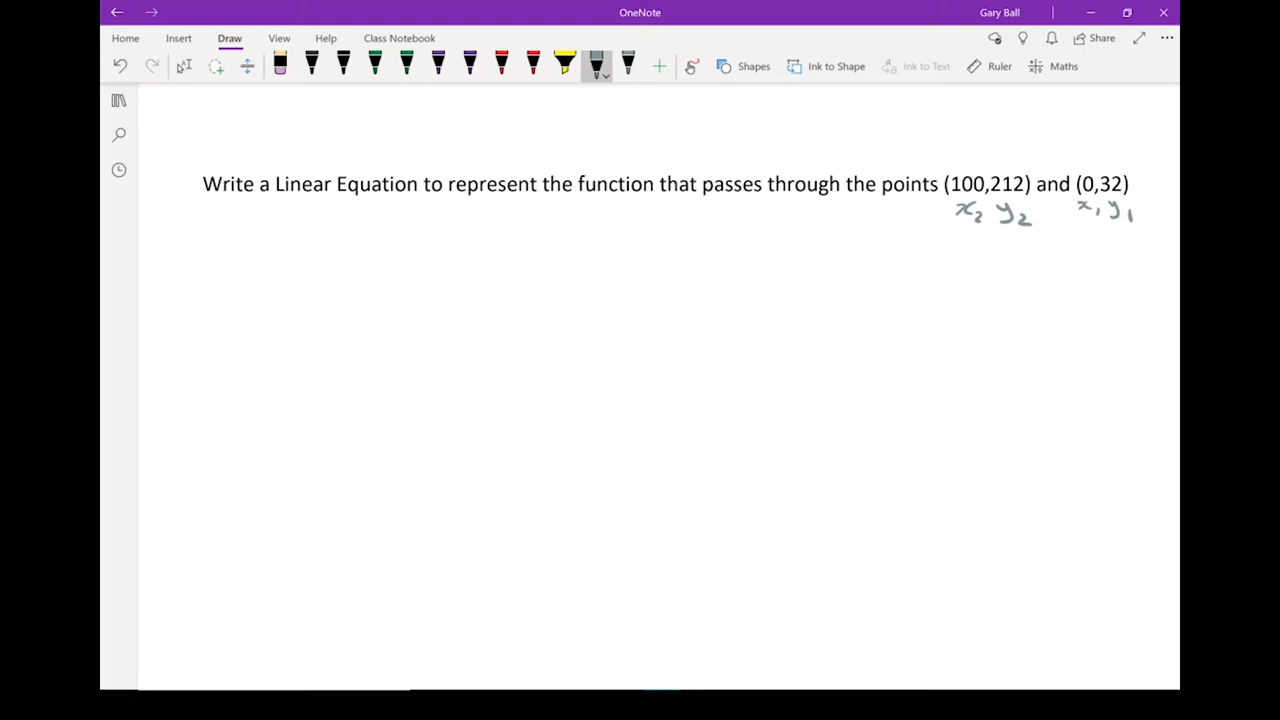 OneNote
Gary Ball
Home Insert Draw View Help Class Notebook
Share
Shapes Ink to Shape Ink to Text Ruler Maths
Write a Linear Equation to represent the function that passes through the points (100,212) and (0,32)
x₂ y₂ x₁ y₁